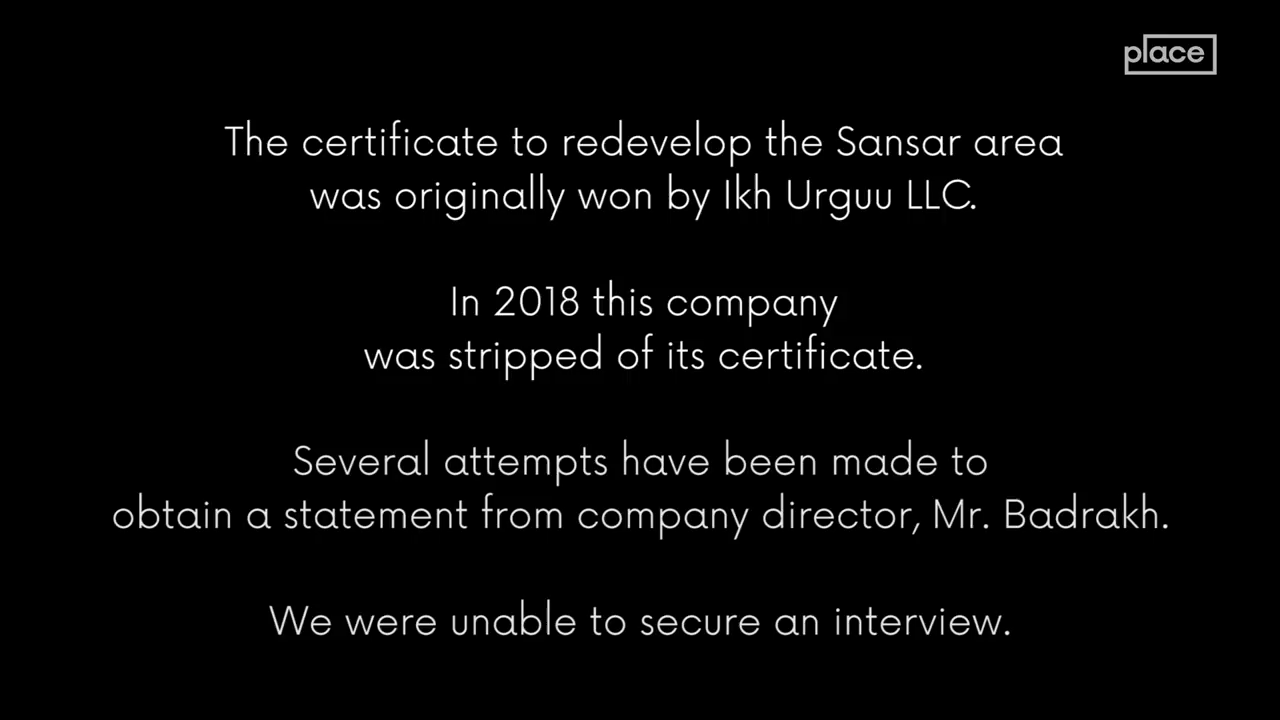 place
The certificate to redevelop the Sansar area
was originally won by Ikh Urguu LLC.
In 2018 this company
was stripped of its certificate.
Several attempts have been made to
obtain a statement from company director, Mr. Badrakh.
We were unable to secure an interview.